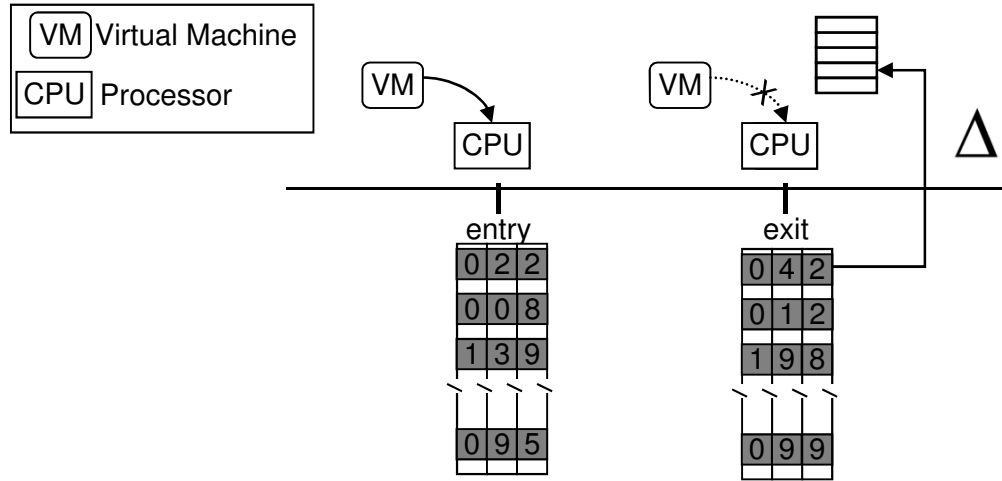 VM Virtual Machine
CPU Processor
VM
VM
CPU
CPU
Δ
entry
exit
0 2 2
0 0 8
1 3 9
0 9 5
0 4 2
0 1 2
1 9 8
0 9 9